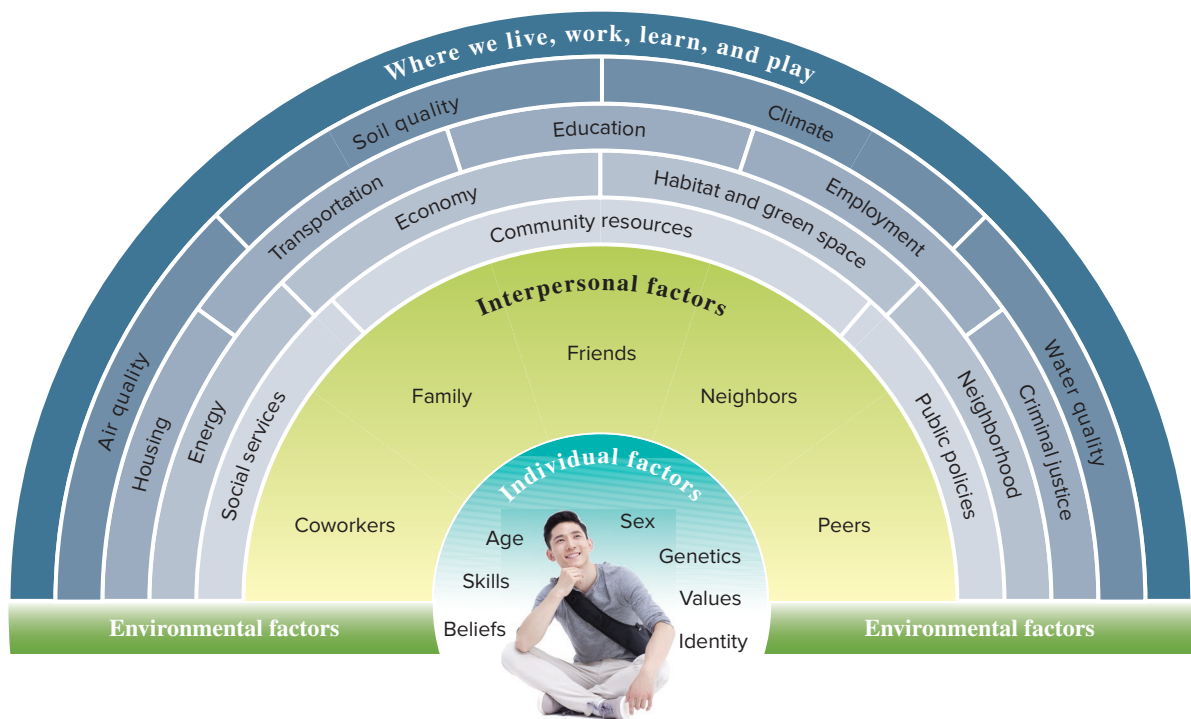 Where we live, work, learn, and play
Soil quality
Climate
Air quality
Water quality
Education
Transportation
Employment
Housing
Criminal justice
Economy
Habitat and green space
Energy
Neighborhood
Community resources
Social services
Public policies
Interpersonal factors
Friends
Family
Neighbors
Coworkers
Peers
Individual factors
Age
Sex
Genetics
Skills
Values
Beliefs
Identity
Environmental factors
Environmental factors